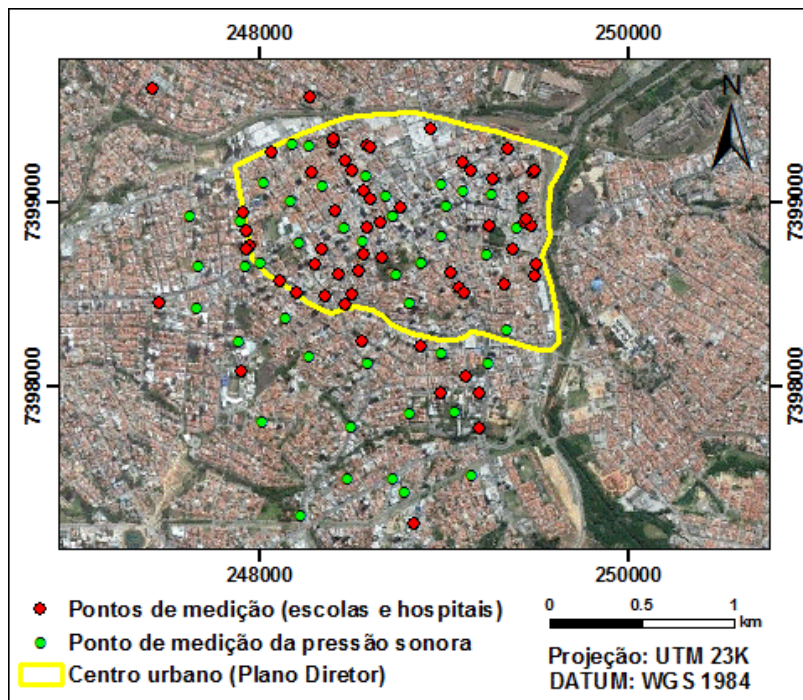 248000 250000
N
7399000 7399000
7398000 7398000
248000 250000
Pontos de medição (escolas e hospitais)
Ponto de medição da pressão sonora
Centro urbano (Plano Diretor)
0 0.5 1
km
Projeção: UTM 23K
DATUM: WGS 1984